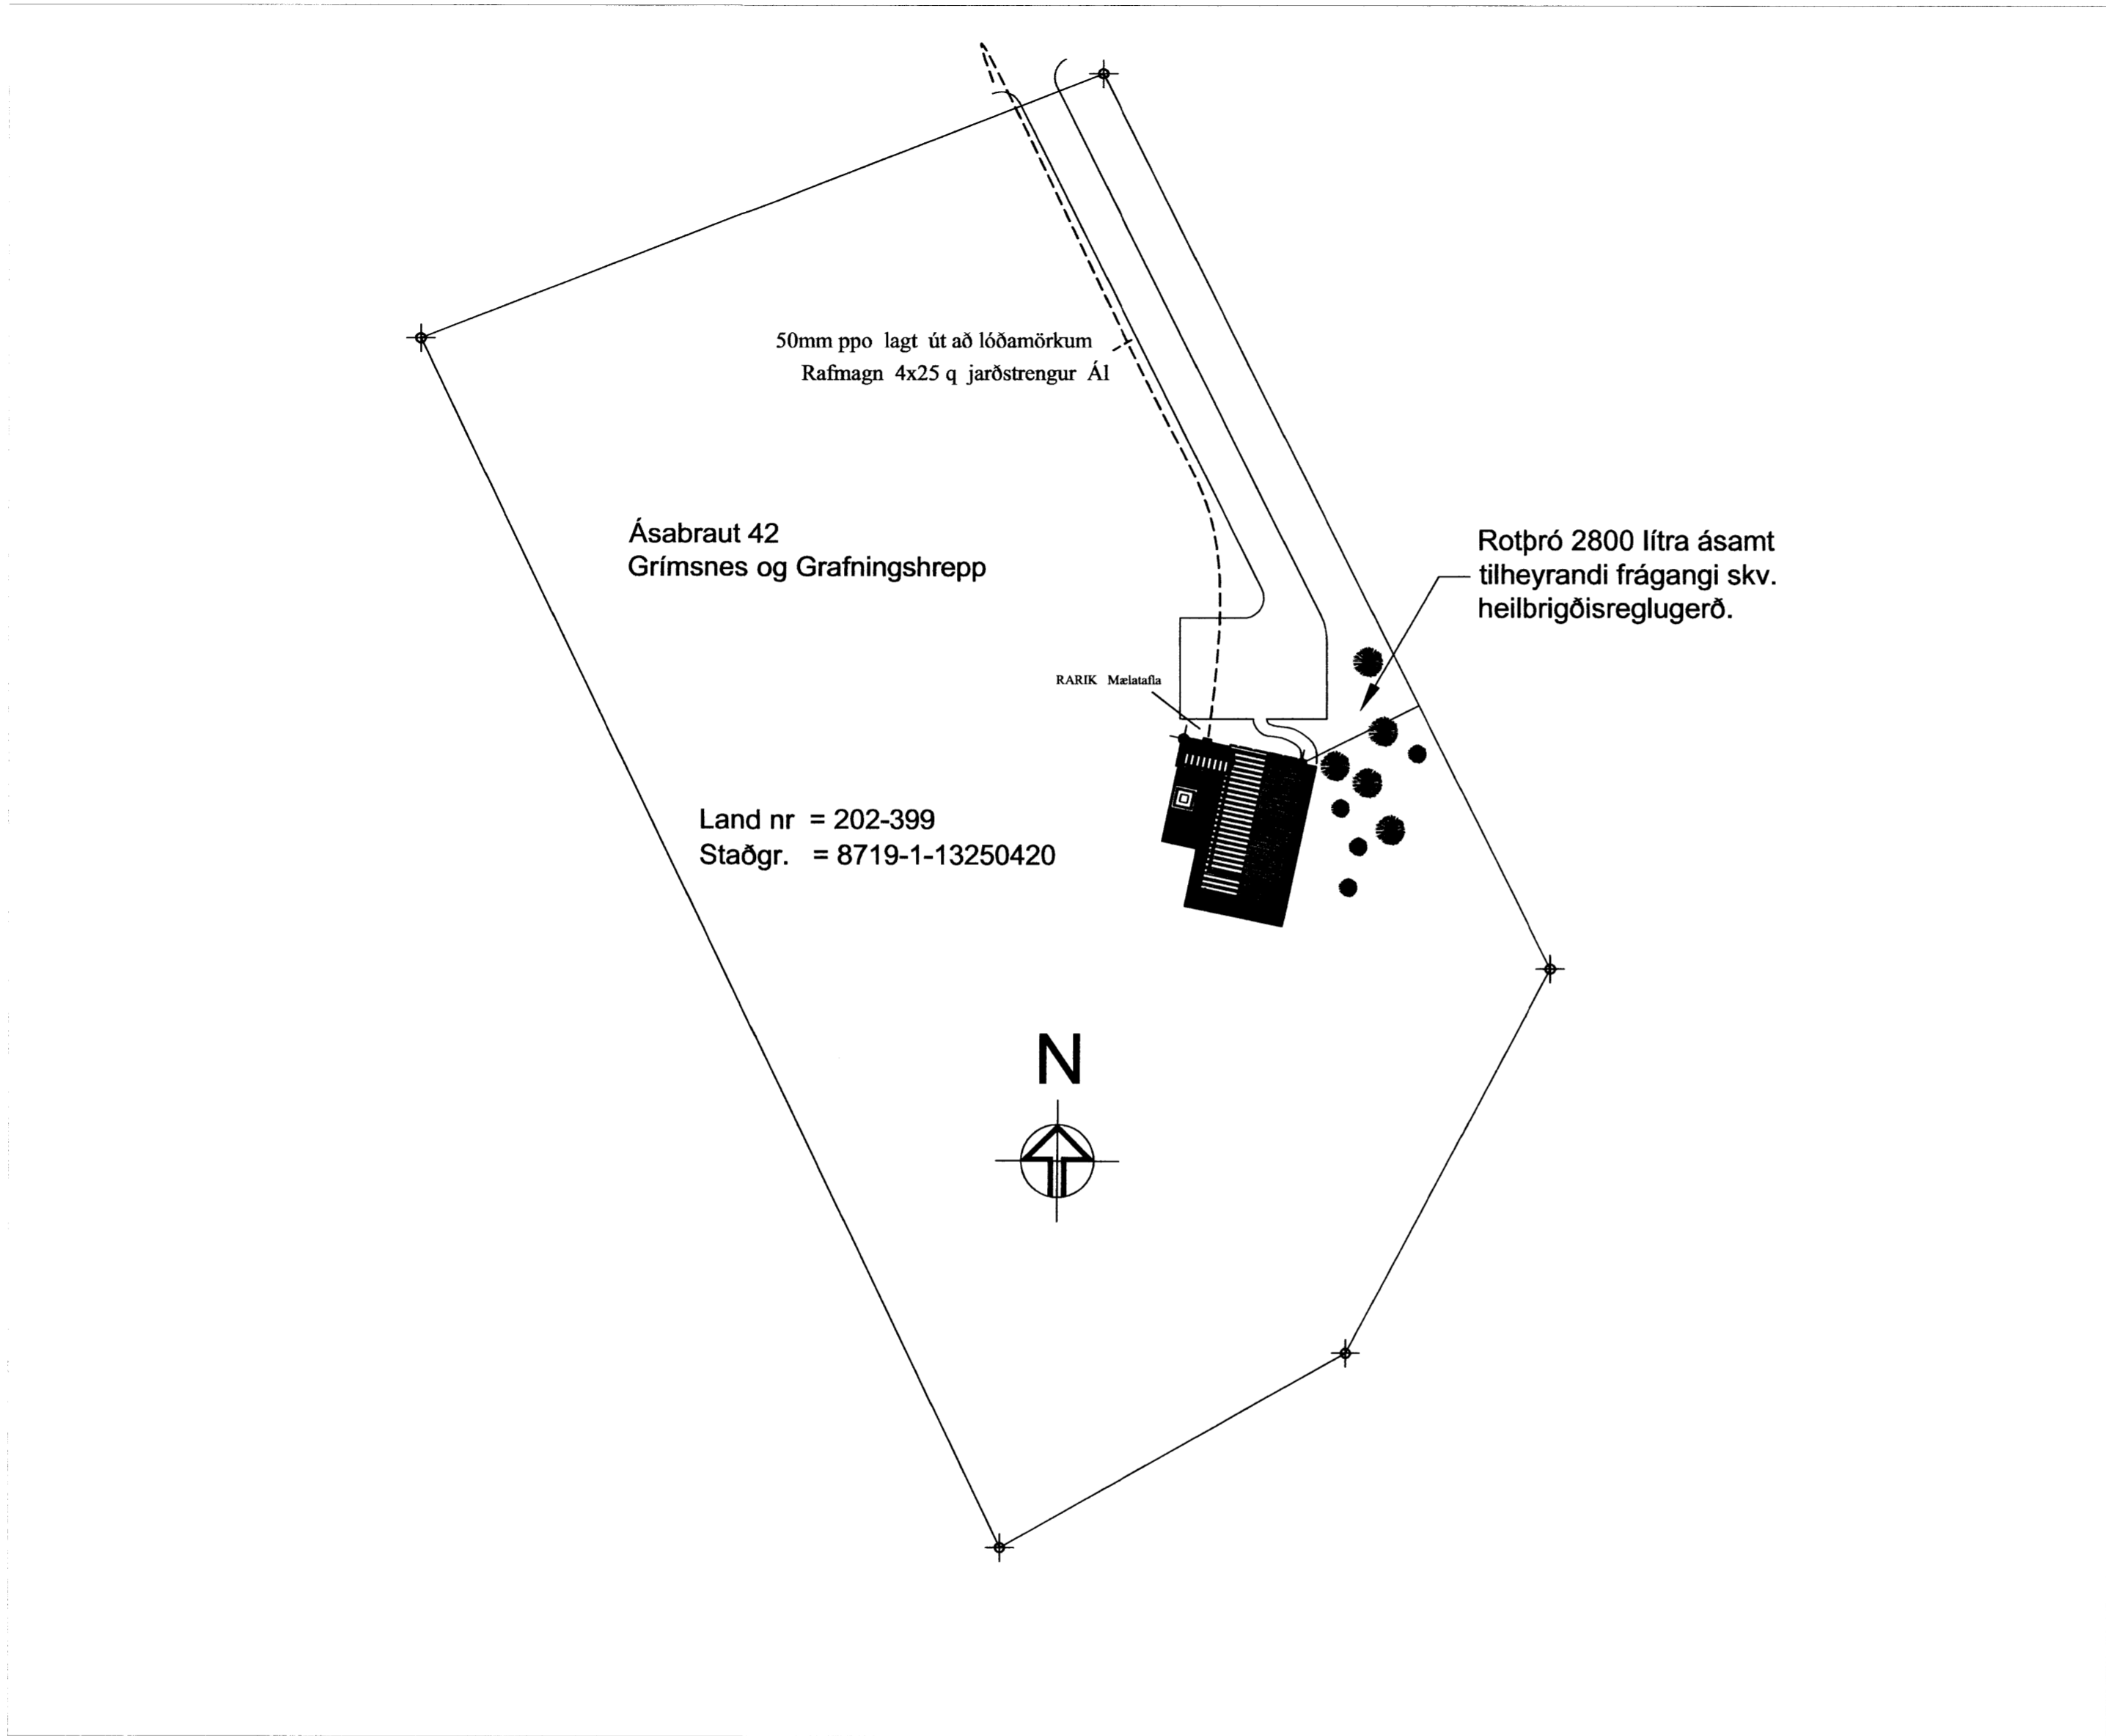 50mm ppo lagt út að lóðamörkum
Rafmagn 4x25 q jarðstrengur Ál
Ásabraut 42
Grímsnes og Grafningshrepp
Rotþró 2800 lítra ásamt
tilheyrandi frágangi skv.
heilbrigðisreglugerð.
RARIK Mælatafla
Land nr = 202-399
Staðgr. = 8719-1-13250420
N